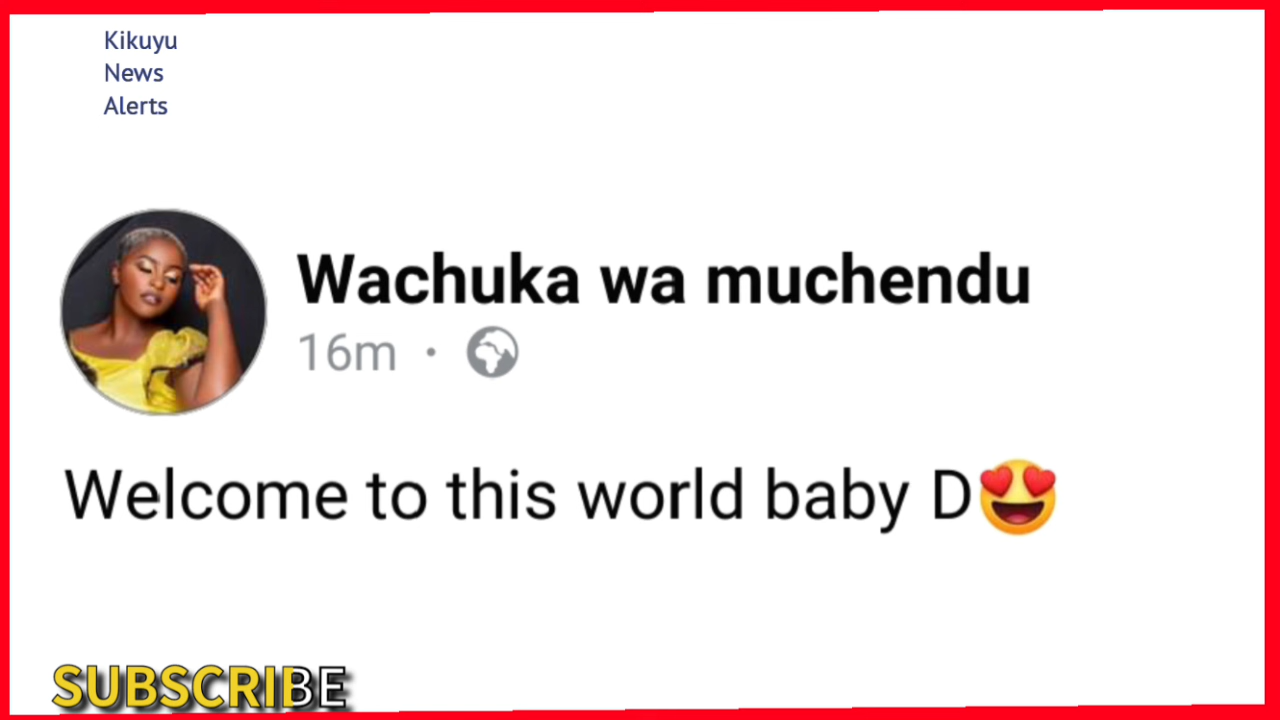 Kikuyu
News
Alerts
Wachuka wa muchendu
16m ·
Welcome to this world baby D😍
SUBSCRIBE